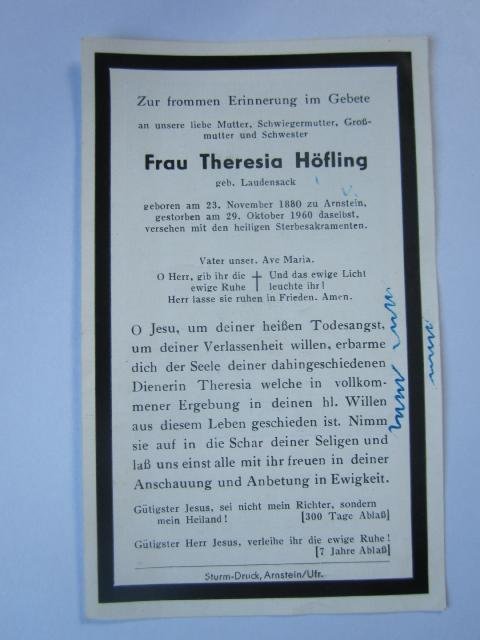 Zur frommen Erinnerung im Gebete
an unsere liebe Mutter, Schwiegermutter, Groß-
mutter und Schwester
Frau Theresia Höfling
geb. Laudensack
geboren am 23. November 1880 zu Arnstein,
gestorben am 29. Oktober 1960 daselbst,
versehen mit den heiligen Sterbesakramenten.
Vater unser. Ave Maria.
O Herr, gib ihr die † Und das ewige Licht
ewige Ruhe leuchte ihr!
Herr lasse sie ruhen in Frieden. Amen.
O Jesu, um deiner heißen Todesangst,
um deiner Verlassenheit willen, erbarme
dich der Seele deiner dahingeschiedenen
Dienerin Theresia welche in vollkom-
mener Ergebung in deinen hl. Willen
aus diesem Leben geschieden ist. Nimm
sie auf in die Schar deiner Seligen und
laß uns einst alle mit ihr freuen in deiner
Anschauung und Anbetung in Ewigkeit.
Gütigster Jesus, sei nicht mein Richter, sondern
mein Heiland! [300 Tage Ablaß]
Gütigster Herr Jesus, verleihe ihr die ewige Ruhe!
[7 Jahre Ablaß]
Sturm-Druck, Arnstein/Ufr.